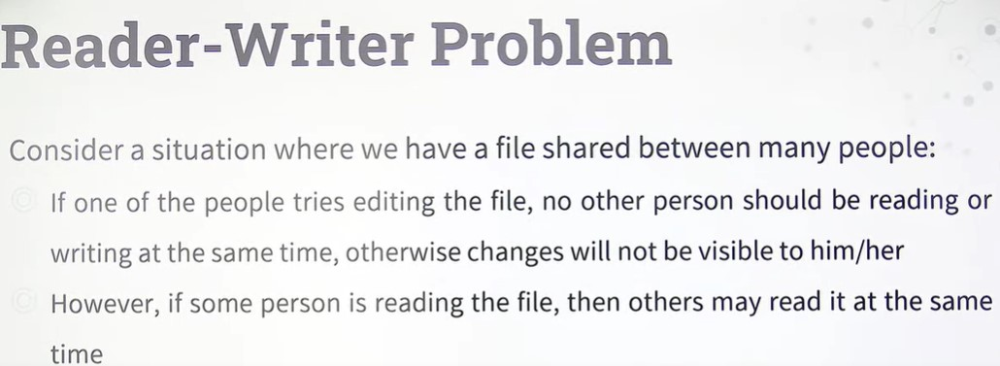 Reader-Writer Problem
Consider a situation where we have a file shared between many people:
If one of the people tries editing the file, no other person should be reading or
writing at the same time, otherwise changes will not be visible to him/her
However, if some person is reading the file, then others may read it at the same
time